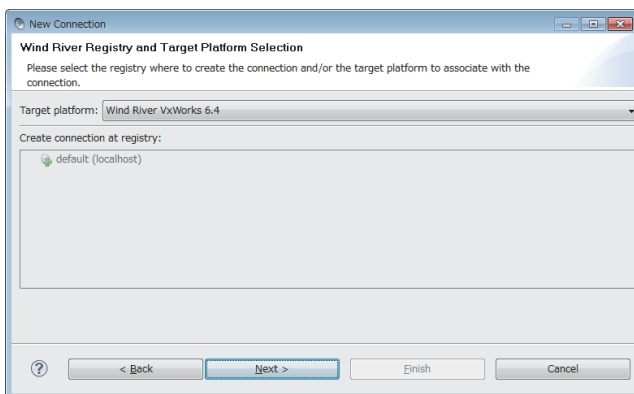 New Connection
Wind River Registry and Target Platform Selection
Please select the registry where to create the connection and/or the target platform to associate with the
connection.
Target platform: Wind River VxWorks 6.4
Create connection at registry:
default (localhost)
? < Back Next > Finish Cancel